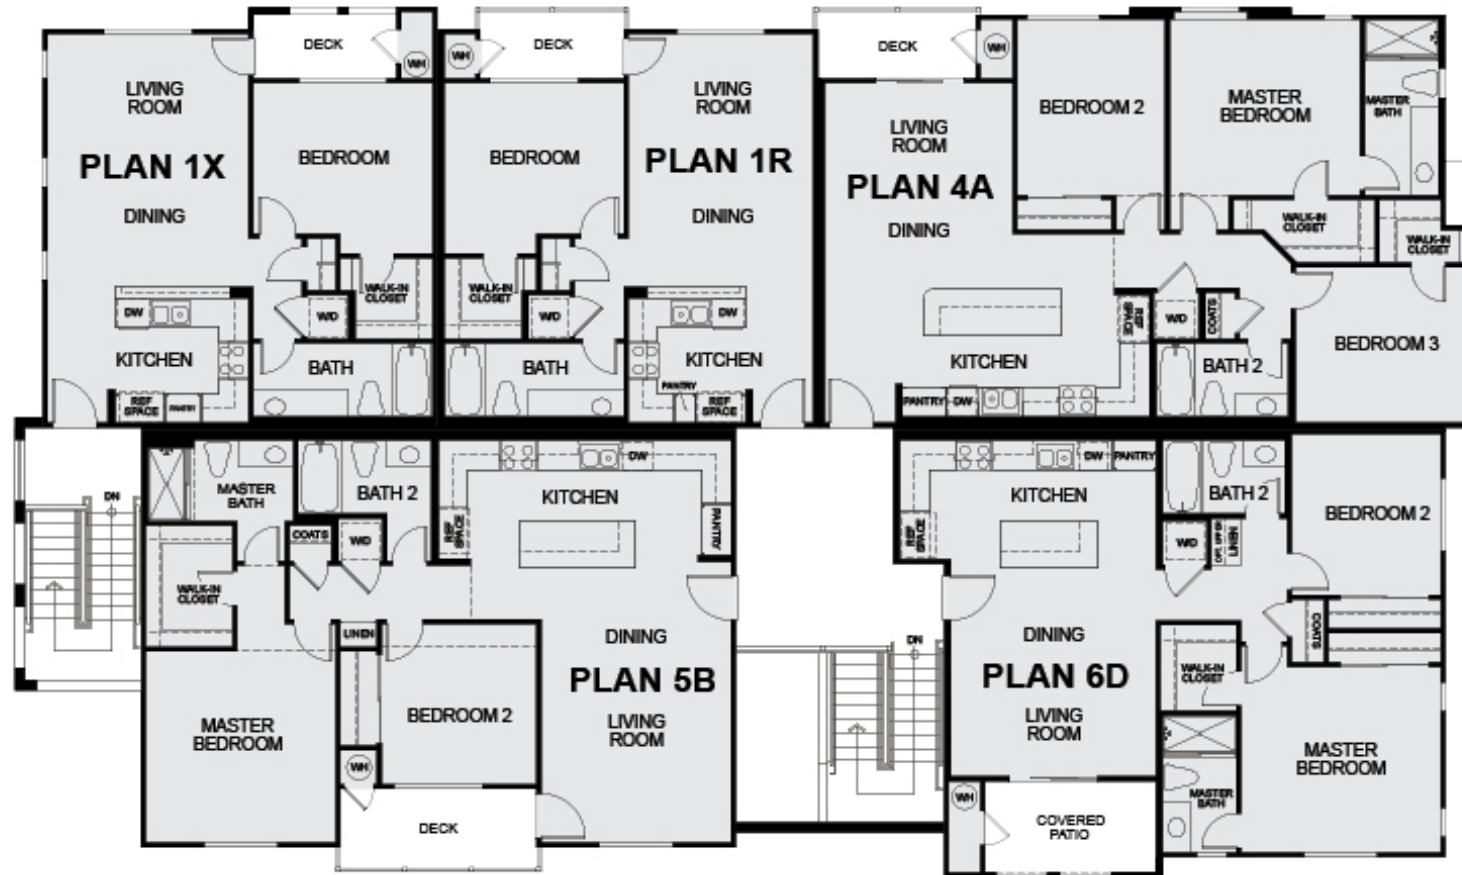 DECK
WH
LIVING
ROOM
BEDROOM
PLAN 1X
DINING
WALK-IN
CLOSET
DW
W/D
KITCHEN
BATH
REF
SPACE
PANTRY
WH
DECK
LIVING
ROOM
BEDROOM
PLAN 1R
DINING
WALK-IN
CLOSET
W/D
DW
BATH
KITCHEN
PANTRY
REF
SPACE
DECK
WH
LIVING
ROOM
BEDROOM 2
MASTER
BEDROOM
MASTER
BATH
PLAN 4A
DINING
WALK-IN
CLOSET
WALK-IN
CLOSET
REF
SPACE
W/D
COATS
KITCHEN
BATH 2
BEDROOM 3
PANTRY
DW
DN
MASTER
BATH
BATH 2
COATS
W/D
WALK-IN
CLOSET
LINEN
KITCHEN
DW
REF
SPACE
PANTRY
DINING
PLAN 5B
LIVING
ROOM
MASTER
BEDROOM
BEDROOM 2
WH
DECK
DN
KITCHEN
DW
PANTRY
REF
SPACE
BATH 2
W/D
LINEN
BEDROOM 2
COATS
DINING
PLAN 6D
LIVING
ROOM
WALK-IN
CLOSET
MASTER
BEDROOM
MASTER
BATH
WH
COVERED
PATIO